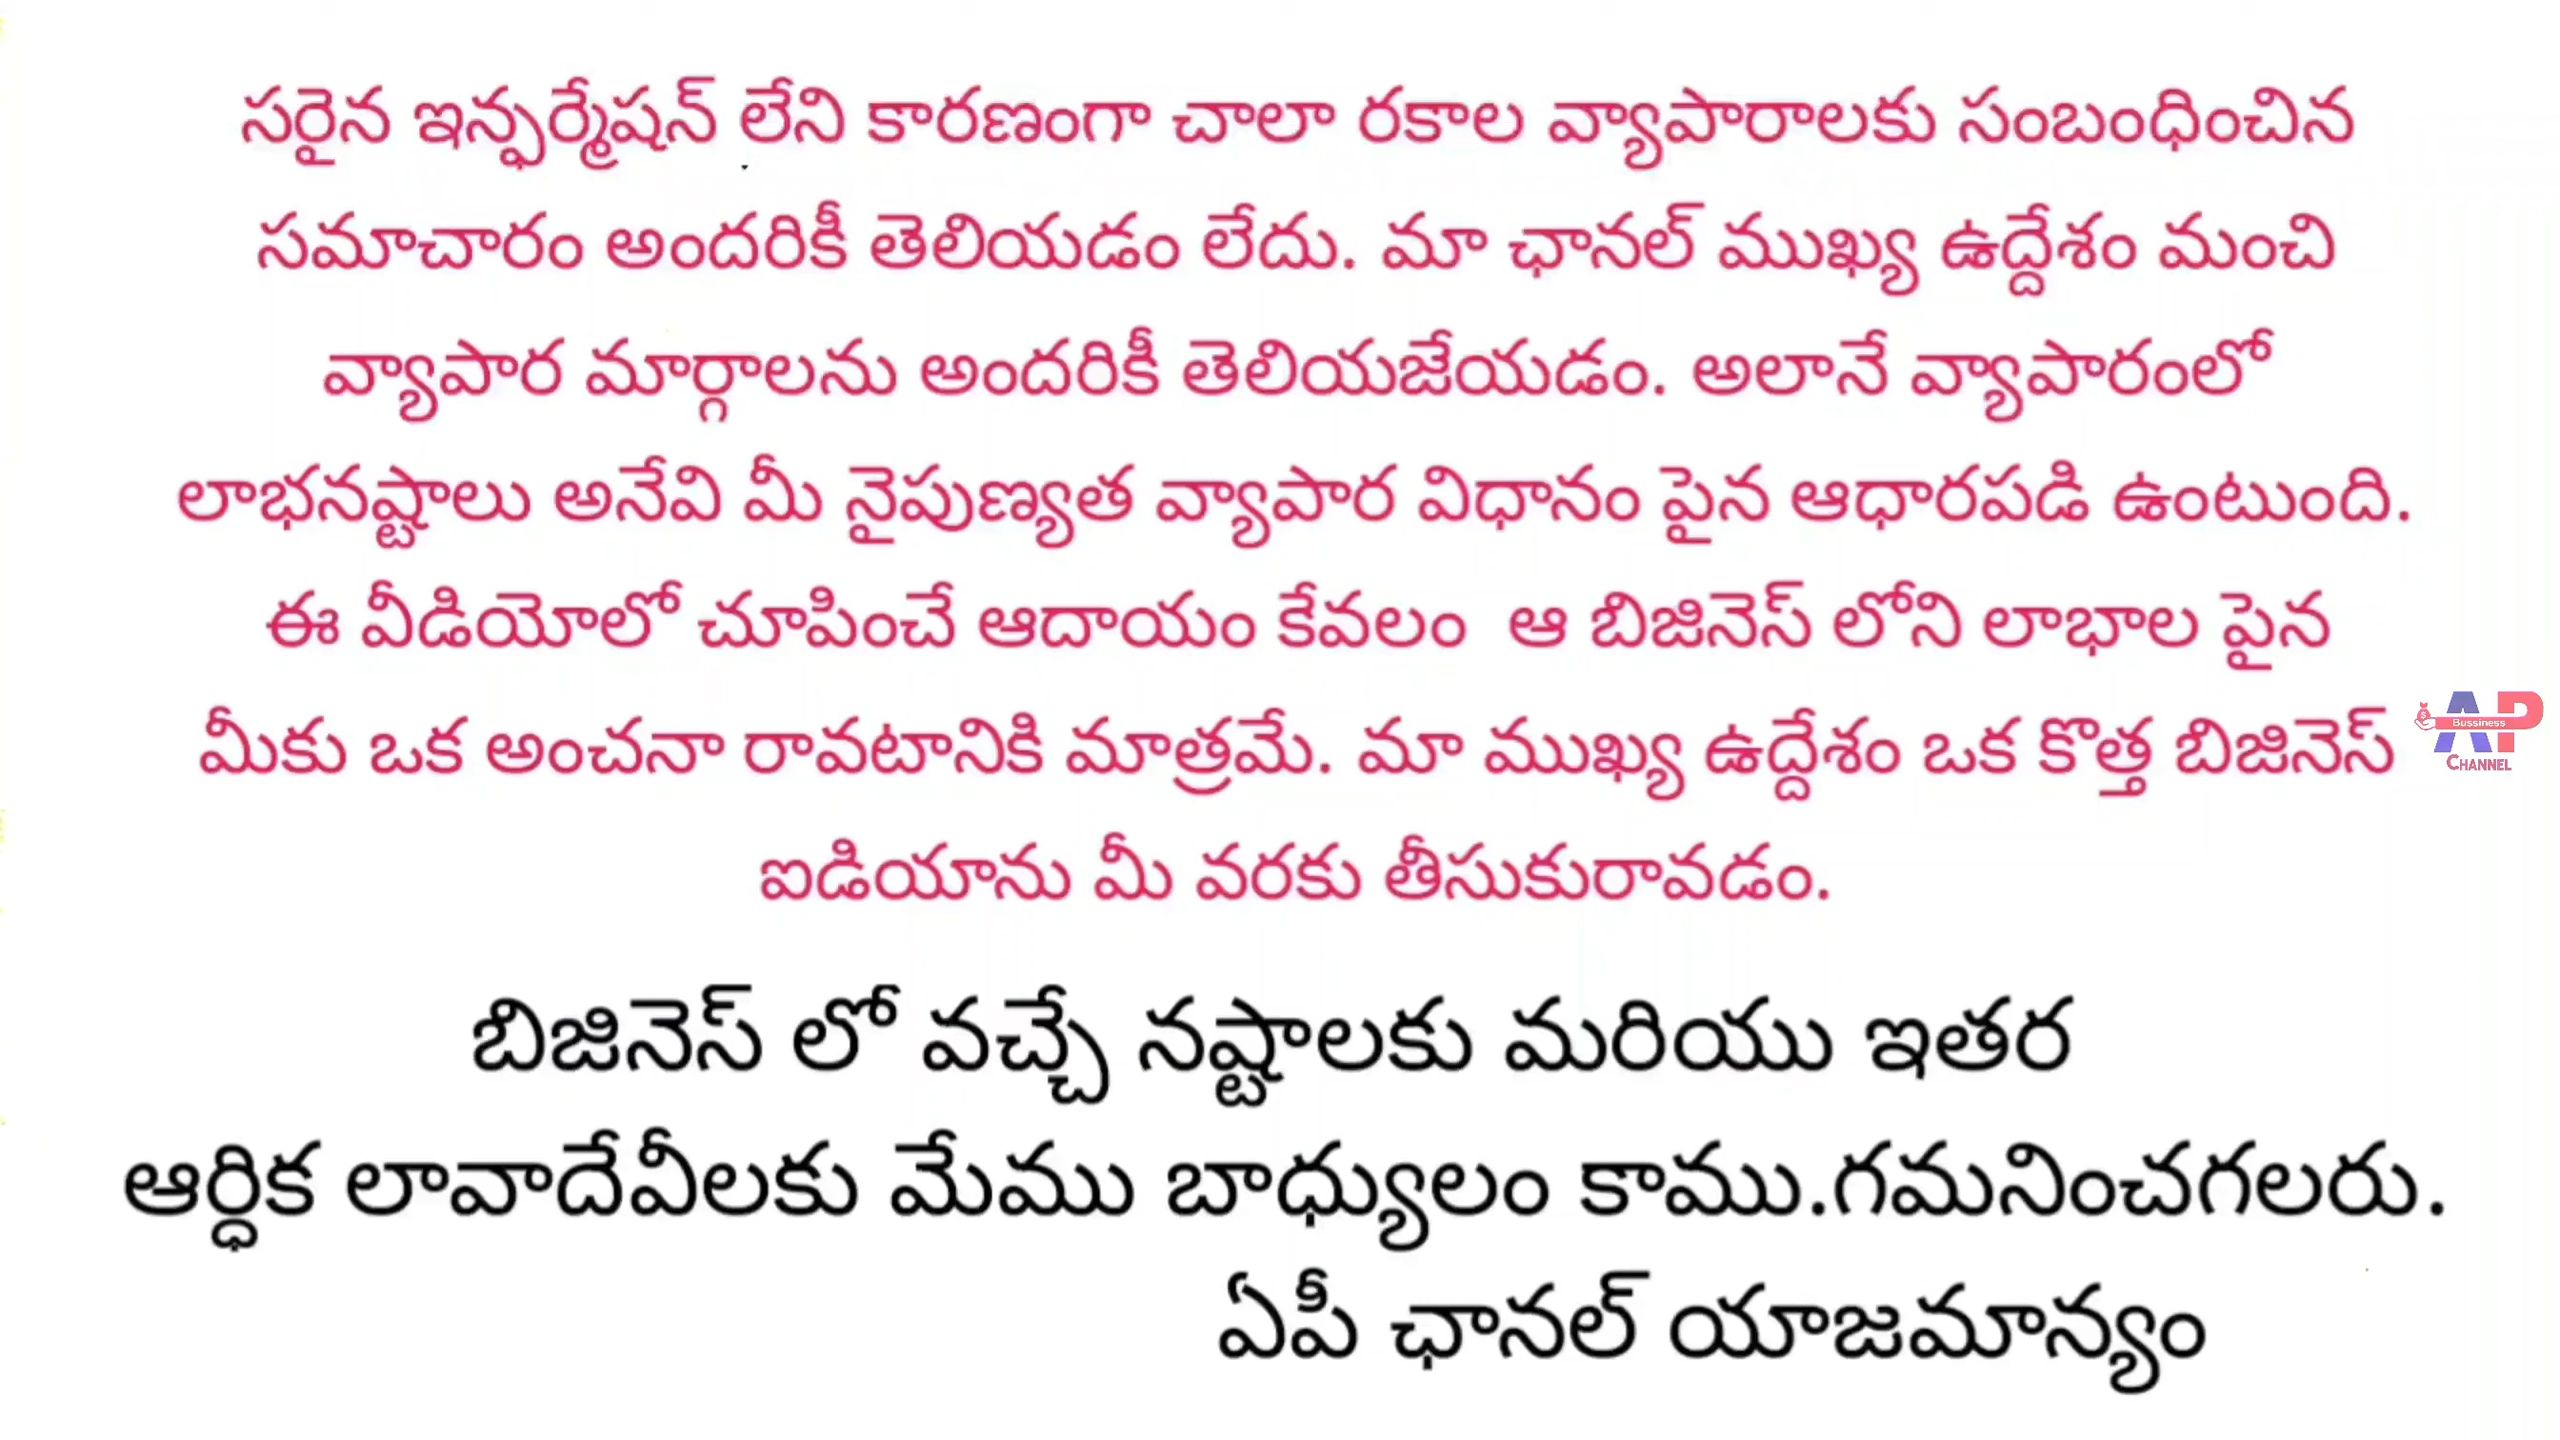 సరైన ఇన్ఫర్మేషన్ లేని కారణంగా చాలా రకాల వ్యాపారాలకు సంబంధించిన
సమాచారం అందరికీ తెలియడం లేదు. మా ఛానల్ ముఖ్య ఉద్దేశం మంచి
వ్యాపార మార్గాలను అందరికీ తెలియజేయడం. అలానే వ్యాపారంలో
లాభనష్టాలు అనేవి మీ నైపుణ్యత వ్యాపార విధానం పైన ఆధారపడి ఉంటుంది.
ఈ వీడియోలో చూపించే ఆదాయం కేవలం ఆ బిజినెస్ లోని లాభాల పైన
మీకు ఒక అంచనా రావటానికి మాత్రమే. మా ముఖ్య ఉద్దేశం ఒక కొత్త బిజినెస్
ఐడియాను మీ వరకు తీసుకురావడం.
బిజినెస్ లో వచ్చే నష్టాలకు మరియు ఇతర
ఆర్ధిక లావాదేవీలకు మేము బాధ్యులం కాము.గమనించగలరు.
ఏపీ ఛానల్ యాజమాన్యం
AP
Bussiness
CHANNEL